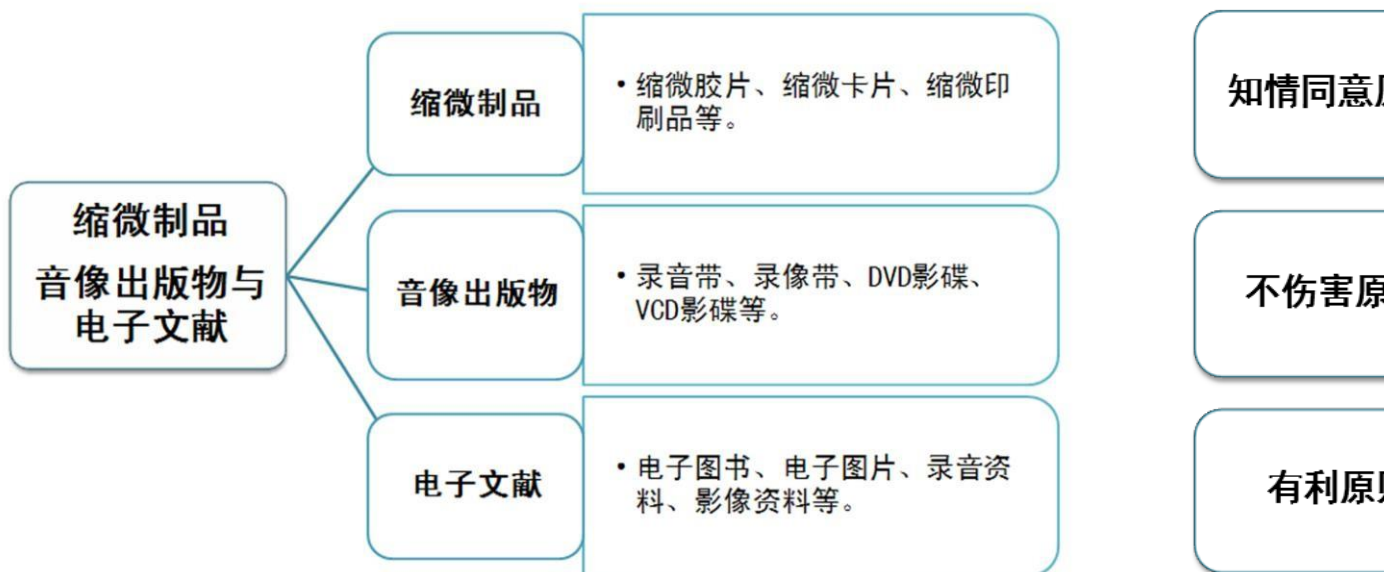 缩微制品
音像出版物与
电子文献
缩微制品
• 缩微胶片、缩微卡片、缩微印
刷品等。
音像出版物
• 录音带、录像带、DVD影碟、
VCD影碟等。
电子文献
• 电子图书、电子图片、录音资
料、影像资料等。
知情同意
不伤害原
有利原则